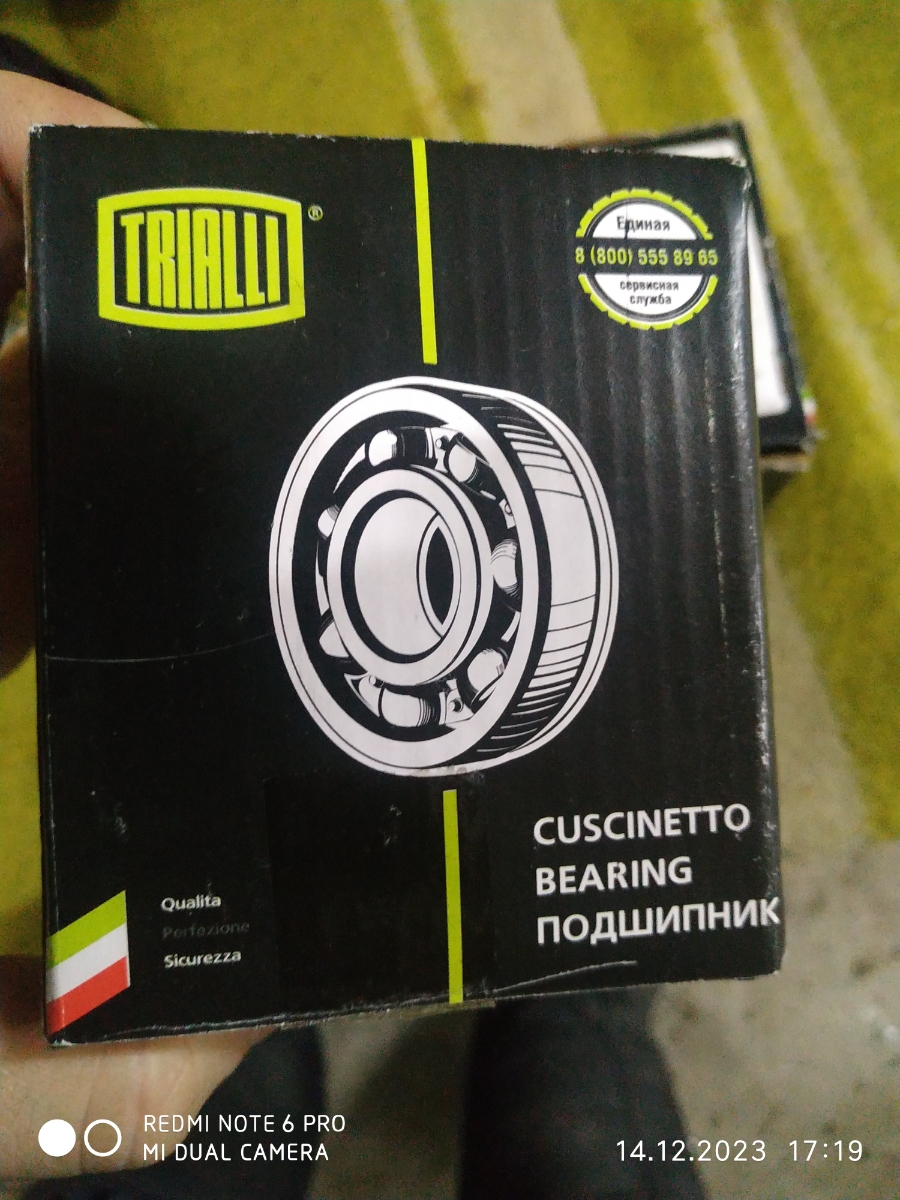 TRIALLI®
Единая
8 (800) 555 89 65
сервисная
служба
CUSCINETTO
BEARING
ПОДШИПНИК
Qualita
Perfezione
Sicurezza
REDMI NOTE 6 PRO
MI DUAL CAMERA
14.12.2023 17:19